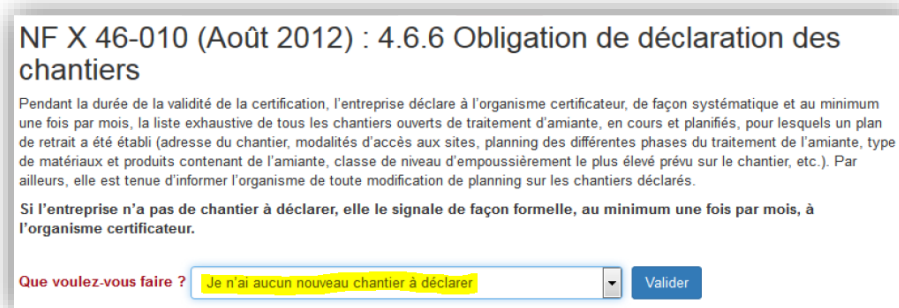 NF X 46-010 (Août 2012) : 4.6.6 Obligation de déclaration des
chantiers
Pendant la durée de la validité de la certification, l’entreprise déclare à l’organisme certificateur, de façon systématique et au minimum
une fois par mois, la liste exhaustive de tous les chantiers ouverts de traitement d’amiante, en cours et planifiés, pour lesquels un plan
de retrait a été établi (adresse du chantier, modalités d’accès aux sites, planning des différentes phases du traitement de l’amiante, type
de matériaux et produits contenant de l’amiante, classe de niveau d’empoussièrement le plus élevé prévu sur le chantier, etc.). Par
ailleurs, elle est tenue d’informer l’organisme de toute modification de planning sur les chantiers déclarés.
Si l’entreprise n’a pas de chantier à déclarer, elle le signale de façon formelle, au minimum une fois par mois, à
l’organisme certificateur.
Que voulez-vous faire ? Je n’ai aucun nouveau chantier à déclarer Valider